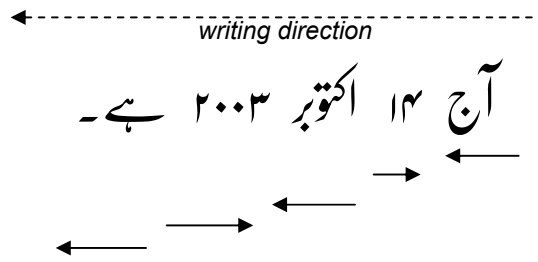 writing direction
آج ۱۴ اکتوبر ۲۰۰۳ ہے۔